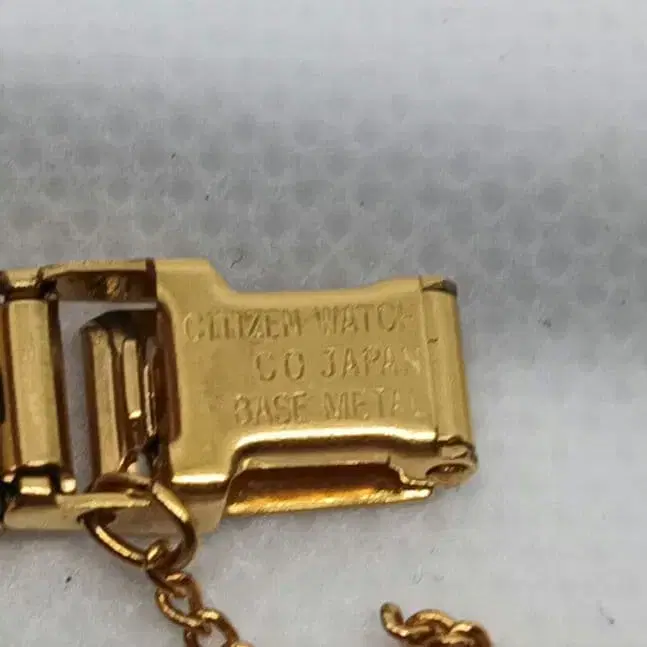 CITIZEN WATCH
CO JAPAN
BASE METAL